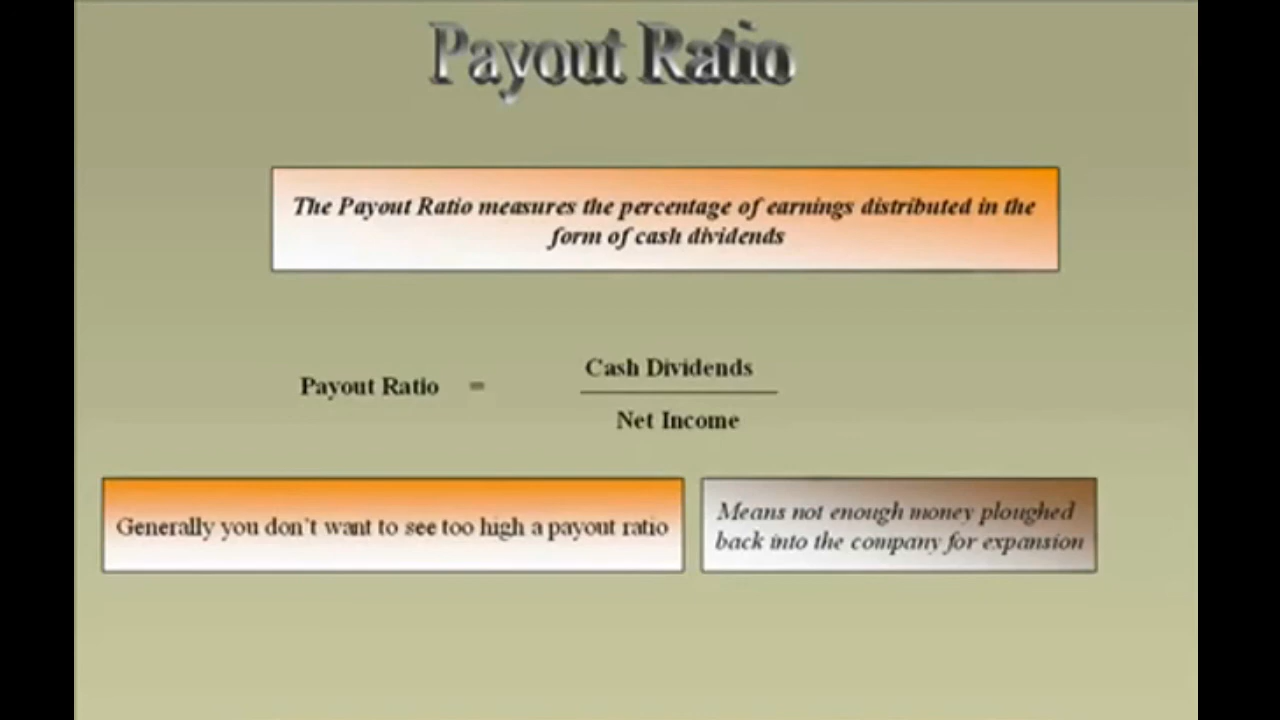 Payout Ratio
The Payout Ratio measures the percentage of earnings distributed in the
form of cash dividends
Payout Ratio = Cash Dividends
Net Income
Generally you don't want to see too high a payout ratio
Means not enough money ploughed
back into the company for expansion